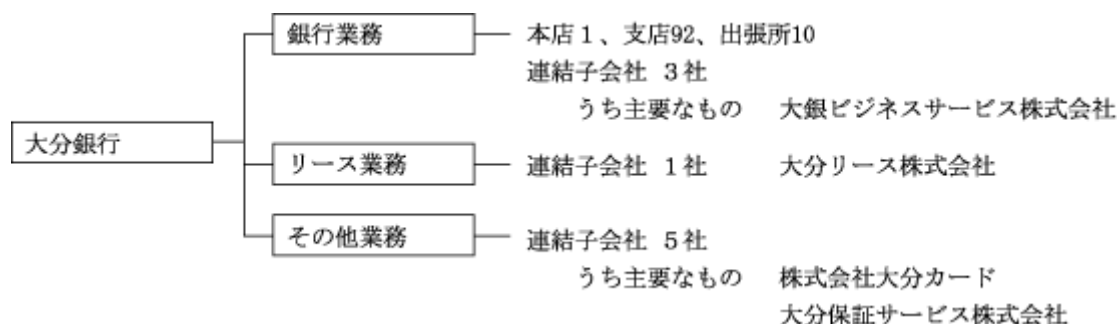 銀行業務 本店1、支店92、出張所10
連結子会社 3社
うち主要なもの 大銀ビジネスサービス株式会社
大分銀行
リース業務 連結子会社 1社 大分リース株式会社
その他業務 連結子会社 5社
うち主要なもの 株式会社大分カード
大分保証サービス株式会社